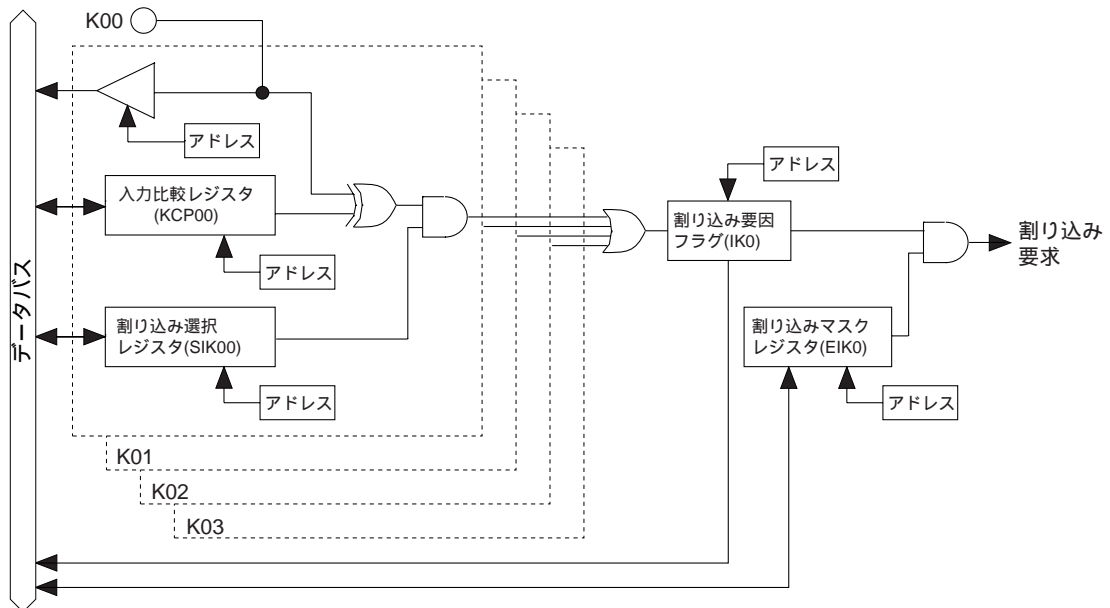 K00
アドレス
入力比較レジスタ
(KCP00)
アドレス
割り込み選択
レジスタ(SIK00)
アドレス
データバス
K01
K02
K03
アドレス
割り込み要因
フラグ(IK0)
割り込み
要求
割り込みマスク
レジスタ(EIK0)
アドレス